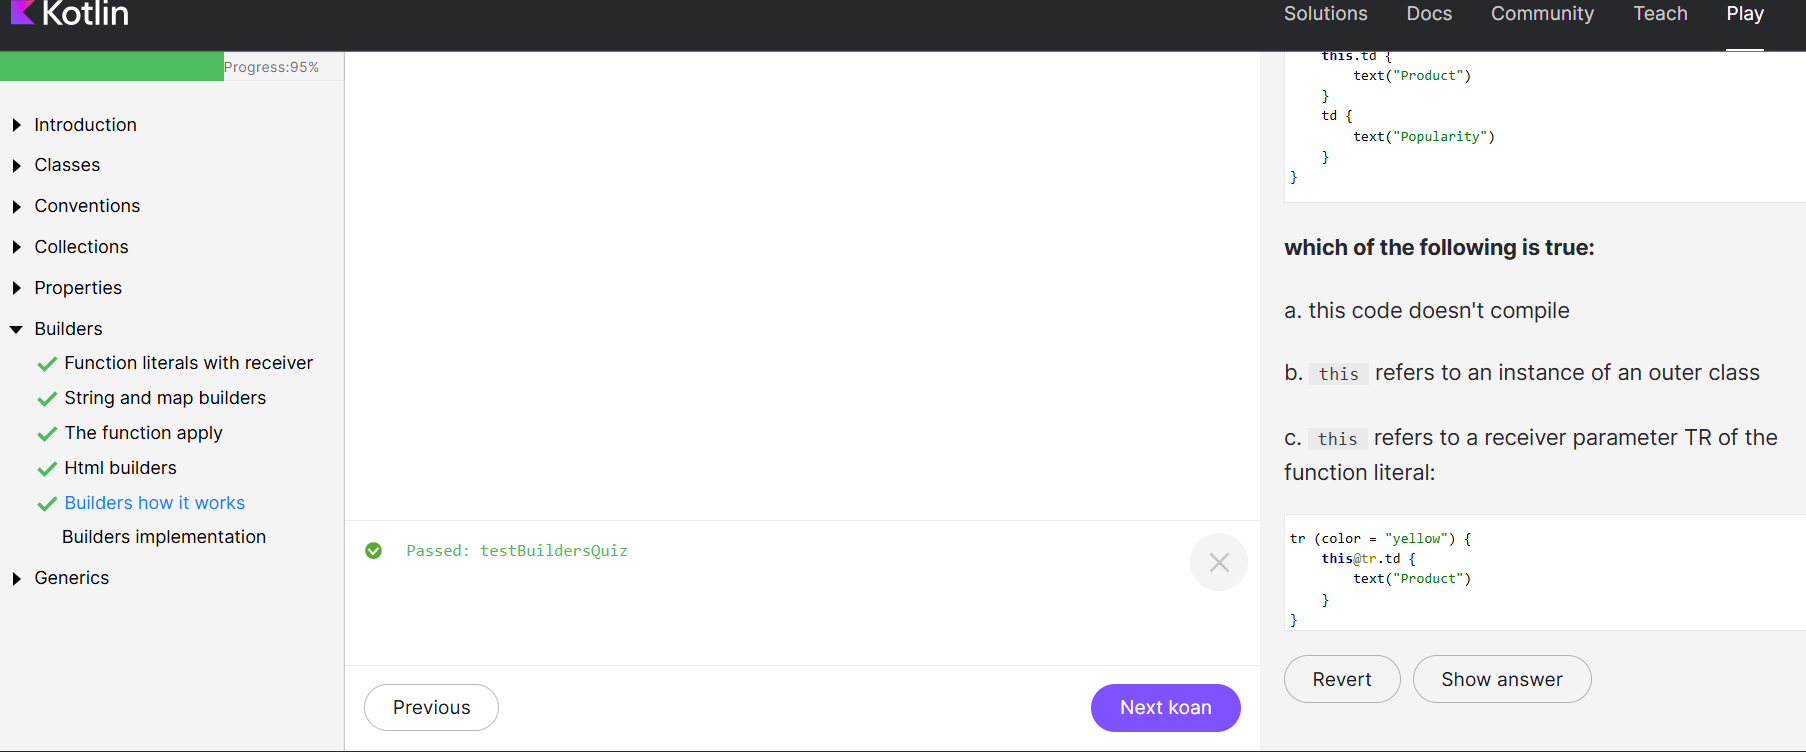 Kotlin
Solutions Docs Community Teach Play
Progress:95%
Introduction
Classes
Conventions
Collections
Properties
Builders
Function literals with receiver
String and map builders
The function apply
Html builders
Builders how it works
Builders implementation
Generics
Passed: testBuildersQuiz
Previous
Next koan
this.td {
text("Product")
}
td {
text("Popularity")
}
}
which of the following is true:
a. this code doesn't compile
b. this refers to an instance of an outer class
c. this refers to a receiver parameter TR of the
function literal:
tr (color = "yellow") {
this@tr.td {
text("Product")
}
}
Revert
Show answer